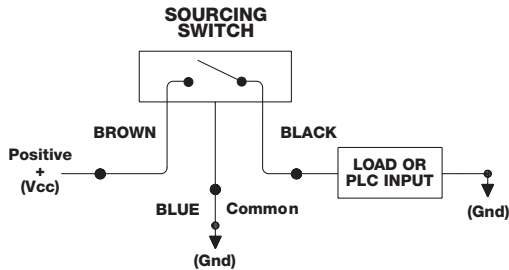 SOURCING
SWITCH
BROWN
BLACK
Positive
+
(Vcc)
LOAD OR
PLC INPUT
BLUE
Common
(Gnd)
(Gnd)